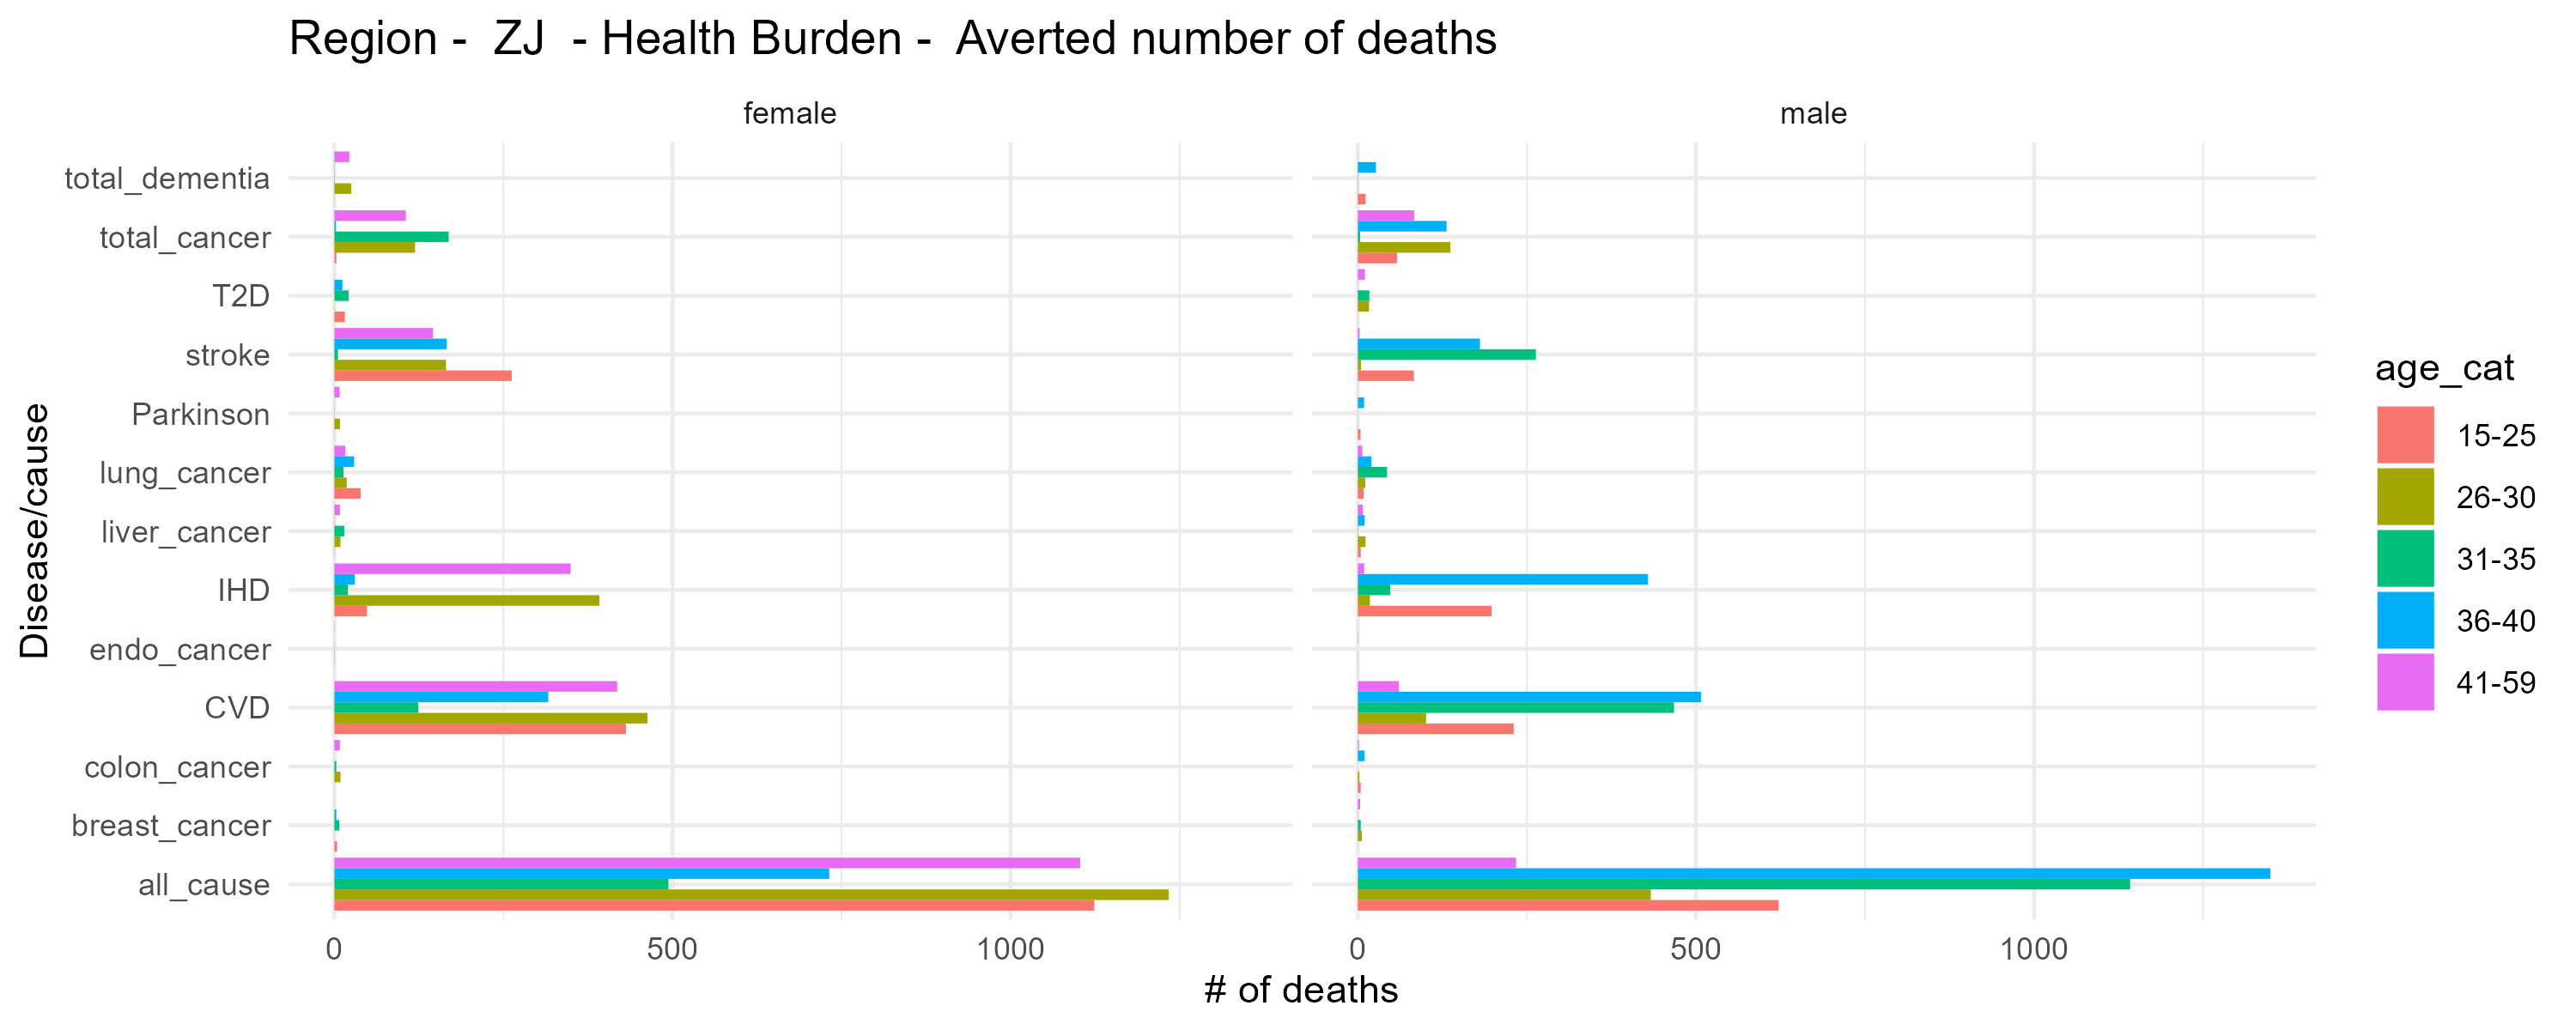 Region -  ZJ  - Health Burden -  Averted number of deaths
female
male
Disease/cause
total_dementia
total_cancer
T2D
stroke
Parkinson
lung_cancer
liver_cancer
IHD
endo_cancer
CVD
colon_cancer
breast_cancer
all_cause
0 500 1000
0 500 1000
# of deaths
age_cat
15-25
26-30
31-35
36-40
41-59